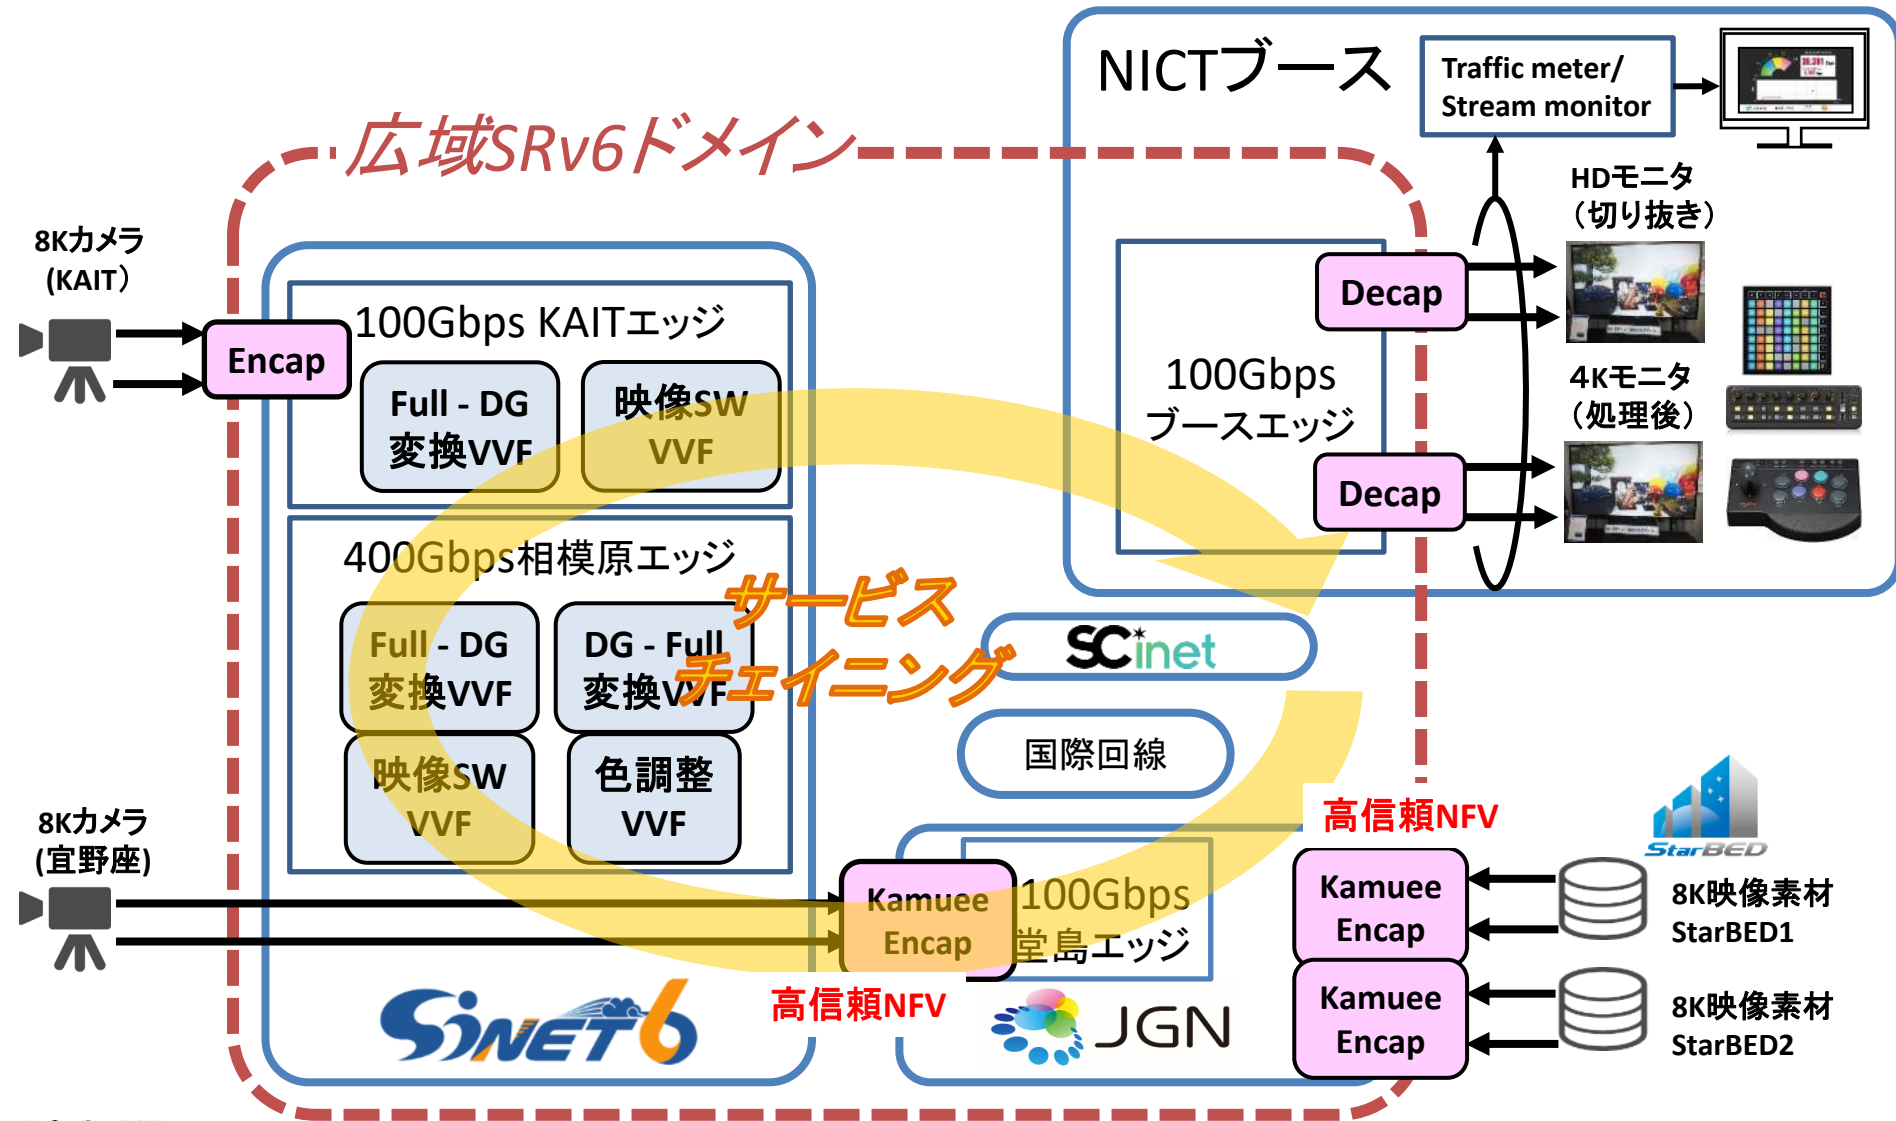 NICTブース
Traffic meter/
Stream monitor
広域SRv6ドメイン
HDモニタ
（切り抜き）
8Kカメラ
(KAIT）
100Gbps KAITエッジ
Encap
Full - DG
変換VVF
映像SW
VVF
Decap
100Gbps
ブースエッジ
4Kモニタ
（処理後）
Decap
400Gbps相模原エッジ
サービス
チェイニング
Full - DG
変換VVF
DG - Full
変換VVF
映像SW
VVF
色調整
VVF
SCinet
国際回線
高信頼NFV
StarBED
8Kカメラ
(宜野座)
Kamuee
Encap
100Gbps
堂島エッジ
Kamuee
Encap
8K映像素材
StarBED1
高信頼NFV
SINET6
JGN
Kamuee
Encap
8K映像素材
StarBED2